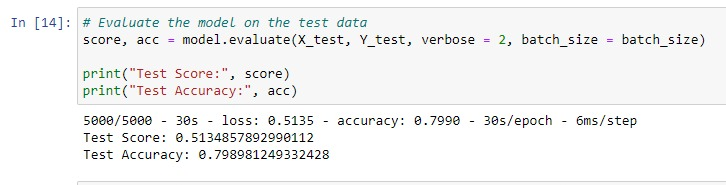 In [14]: # Evaluate the model on the test data
score, acc = model.evaluate(X_test, Y_test, verbose = 2, batch_size = batch_size)
print("Test Score:", score)
print("Test Accuracy:", acc)
5000/5000 - 30s - loss: 0.5135 - accuracy: 0.7990 - 30s/epoch - 6ms/step
Test Score: 0.5134857892990112
Test Accuracy: 0.798981249332428